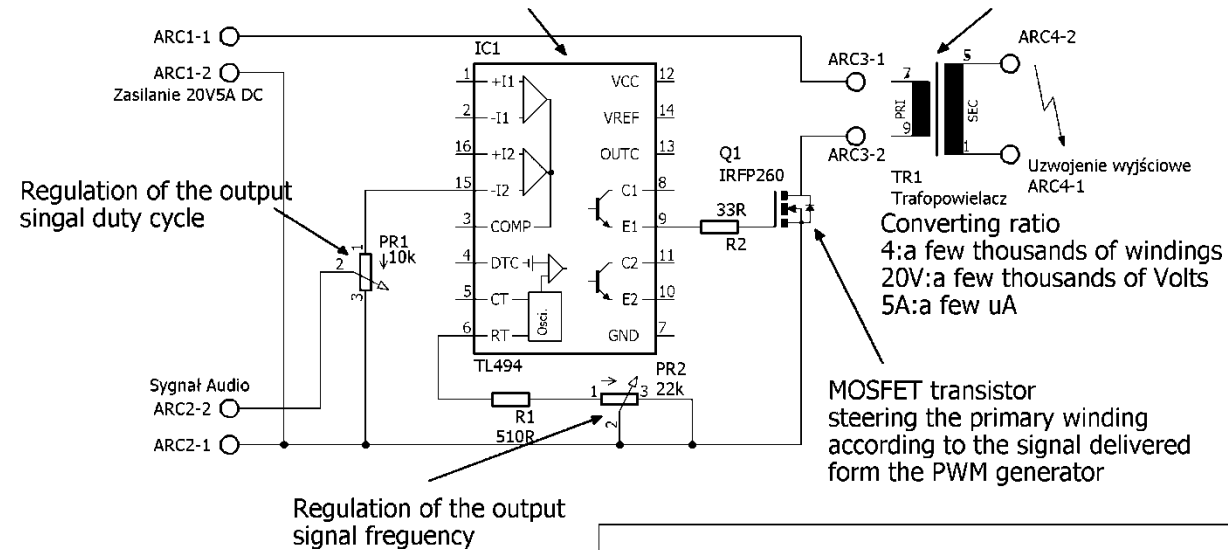 ARC1-1
ARC1-2
Zasilanie 20V5A DC
IC1
1 +I1
2 -I1
16 +I2
15 -I2
3 COMP
4 DTC
5 CT
6 RT
Osci.
VCC 12
VREF 14
OUTC 13
C1 8
E1 9
C2 11
E2 10
GND 7
TL494
Regulation of the output
singal duty cycle
1
PR1
10k
2
3
Sygnał Audio
ARC2-2
ARC2-1
R1
510R
PR2
22k
1
3
2
Regulation of the output
signal freguency
33R
R2
Q1
IRFP260
ARC3-1
ARC3-2
7
PRI
9
5
SEC
1
ARC4-2
Uzwojenie wyjściowe
ARC4-1
TR1
Trafopowielacz
Converting ratio
4:a few thousands of windings
20V:a few thousands of Volts
5A:a few uA
MOSFET transistor
steering the primary winding
according to the signal delivered
form the PWM generator